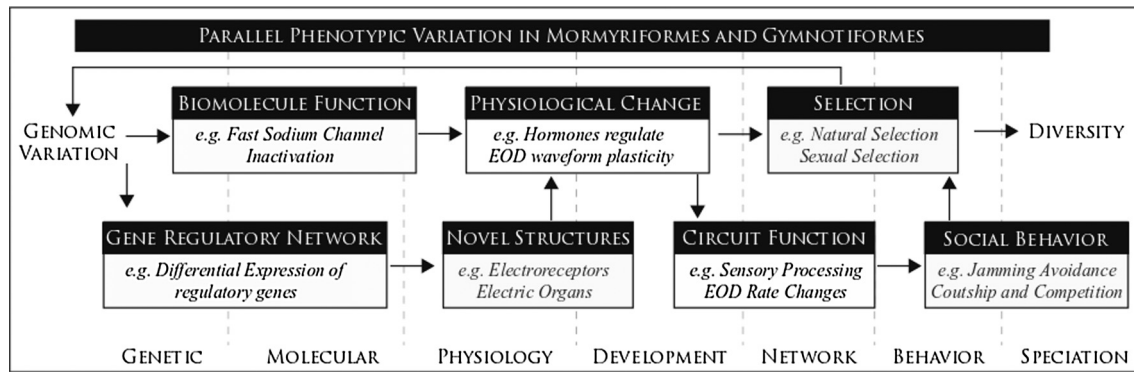 PARALLEL PHENOTYPIC VARIATION IN MORMYRIFORMES AND GYMNOTIFORMES
GENOMIC
VARIATION
BIOMOLECULE FUNCTION
e.g. Fast Sodium Channel
Inactivation
PHYSIOLOGICAL CHANGE
e.g. Hormones regulate
EOD waveform plasticity
SELECTION
e.g. Natural Selection
Sexual Selection
DIVERSITY
GENE REGULATORY NETWORK
e.g. Differential Expression of
regulatory genes
NOVEL STRUCTURES
e.g. Electroreceptors
Electric Organs
CIRCUIT FUNCTION
e.g. Sensory Processing
EOD Rate Changes
SOCIAL BEHAVIOR
e.g. Jamming Avoidance
Coutship and Competition
GENETIC MOLECULAR PHYSIOLOGY DEVELOPMENT NETWORK BEHAVIOR SPECIATION